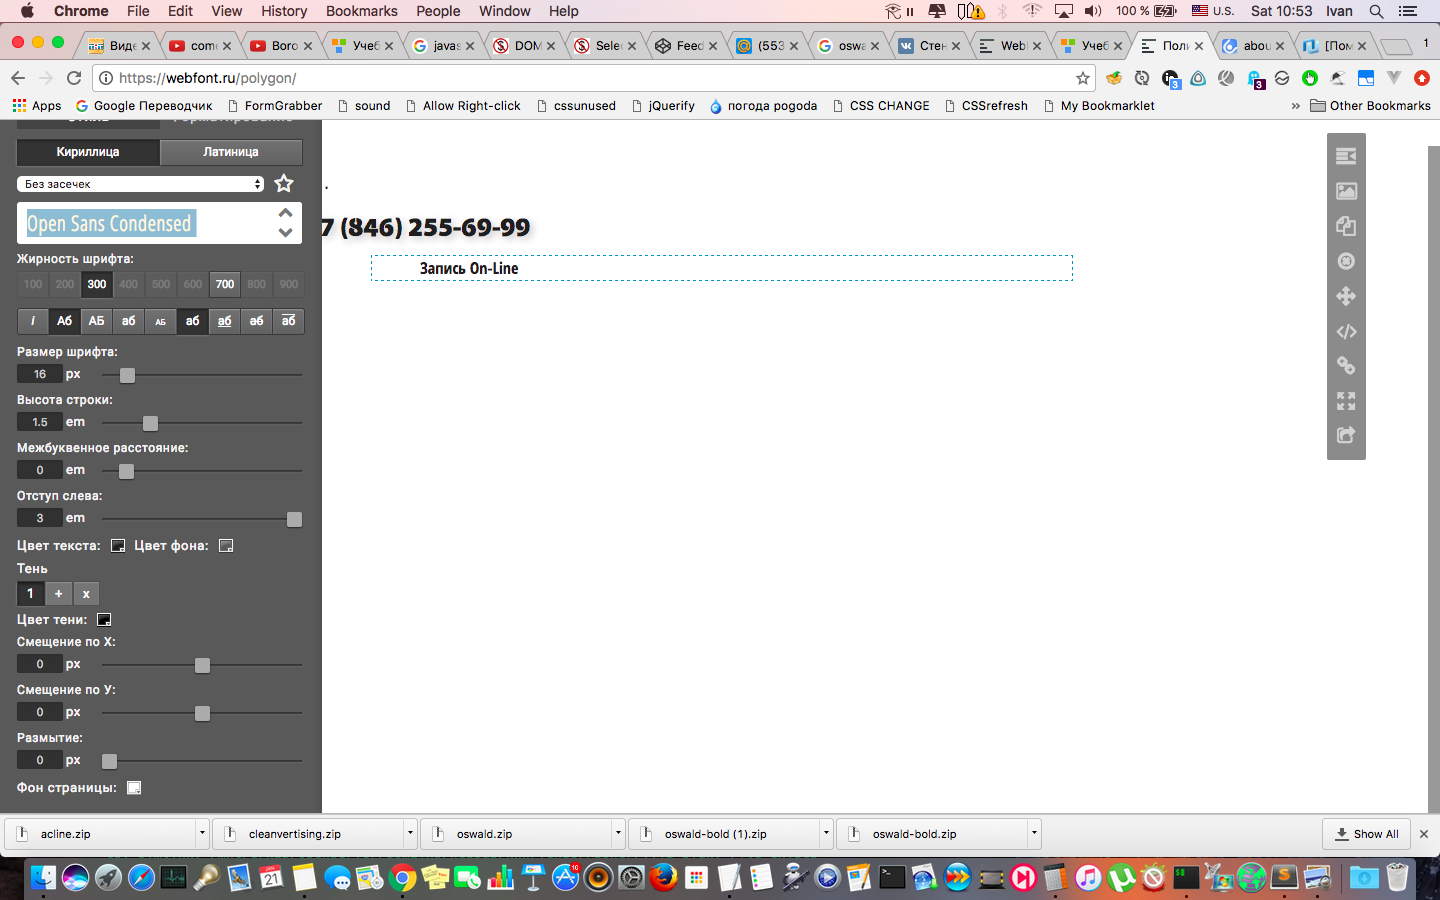 Chrome File Edit View History Bookmarks People Window Help 100 % U.S. Sat 10:53 Ivan
Виде come Вого Учеб javas DOM Selec Feed (553 oswa Стен Web Учеб Поли abou [Пом 1
https://webfont.ru/polygon/ 3 3
Apps Google Переводчик FormGrabber sound Allow Right-click cssunused jQuerify погода pogoda CSS CHANGE CSSrefresh My Bookmarklet » Other Bookmarks
Кириллица Латиница
Без засечек
.
Open Sans Condensed
7 (846) 255-69-99
Жирность шрифта:
Запись On-Line
100 200 300 400 500 600 700 800 900
i Аб АБ аб АБ аб аб аб аб
Размер шрифта:
16 px
Высота строки:
1.5 em
Межбуквенное расстояние:
0 em
Отступ слева:
3 em
Цвет текста: Цвет фона:
Тень
1 + x
Цвет тени:
Смещение по X:
0 px
Смещение по У:
0 px
Размытие:
0 px
Фон страницы:
acline.zip cleanvertising.zip oswald.zip oswald-bold (1).zip oswald-bold.zip Show All